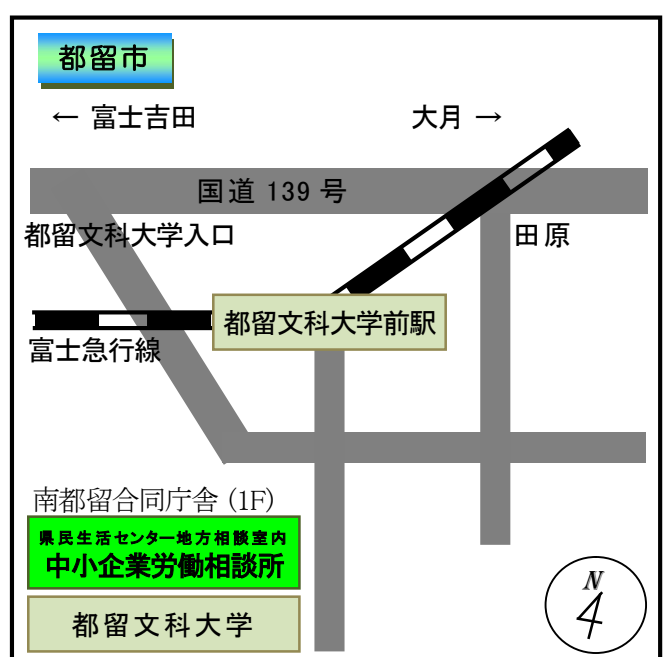 都留市
← 富士吉田
大月 →
国道 139 号
都留文科大学入口
田原
都留文科大学前駅
富士急行線
南都留合同庁舎 (1F)
県民生活センター地方相談室内
中小企業労働相談所
都留文科大学
N